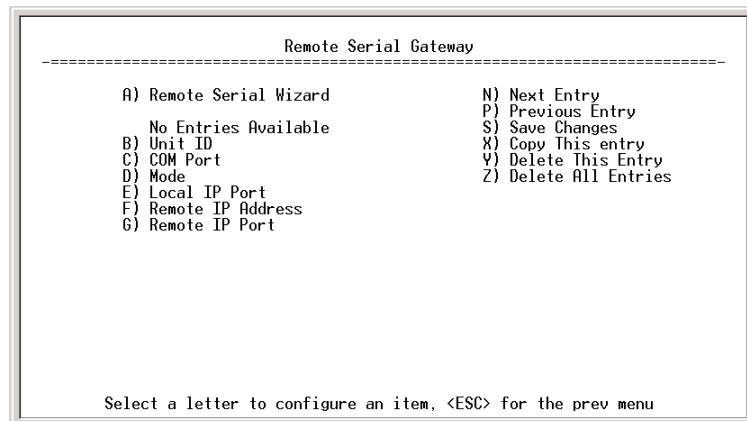 Remote Serial Gateway
-==========================================================================-
A) Remote Serial Wizard N) Next Entry
P) Previous Entry
No Entries Available S) Save Changes
B) Unit ID X) Copy This entry
C) COM Port Y) Delete This Entry
D) Mode Z) Delete All Entries
E) Local IP Port
F) Remote IP Address
G) Remote IP Port
Select a letter to configure an item, <ESC> for the prev menu